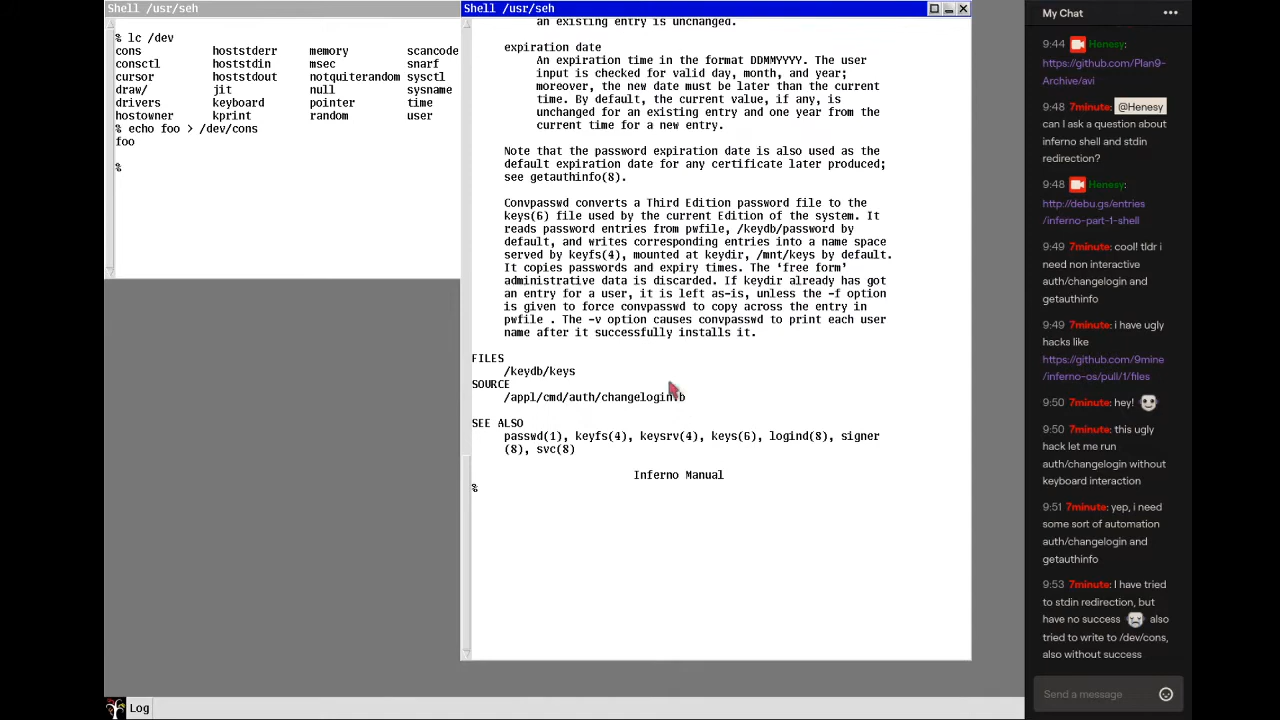 Shell /usr/seh
% lc /dev
cons hoststderr memory scancode
consctl hoststdin msec snarf
cursor hoststdout notquiterandom sysctl
draw/ jit null sysname
drivers keyboard pointer time
hostowner kprint random user
% echo foo > /dev/cons
foo
%
Shell /usr/seh
an existing entry is unchanged.
expiration date
An expiration time in the format DDMMYYYY. The user
input is checked for valid day, month, and year;
moreover, the new date must be later than the current
time. By default, the current value, if any, is
unchanged for an existing entry and one year from the
current time for a new entry.
Note that the password expiration date is also used as the
default expiration date for any certificate later produced;
see getauthinfo(8).
Convpasswd converts a Third Edition password file to the
keys(6) file used by the current Edition of the system. It
reads password entries from pwfile, /keydb/password by
default, and writes corresponding entries into a name space
served by keyfs(4), mounted at keydir, /mnt/keys by default.
It copies passwords and expiry times. The ‘free form’
administrative data is discarded. If keydir already has got
an entry for a user, it is left as-is, unless the -f option
is given to force convpasswd to copy across the entry in
pwfile . The -v option causes convpasswd to print each user
name after it successfully installs it.
FILES
/keydb/keys
SOURCE
/appl/cmd/auth/changelogin.b
SEE ALSO
passwd(1), keyfs(4), keysrv(4), keys(6), logind(8), signer
(8), svc(8)
Inferno Manual
%
Log
My Chat
9:44 Henesy:
https://github.com/Plan9-
Archive/avi
9:48 7minute: @Henesy
can I ask a question about
inferno shell and stdin
redirection?
9:48 Henesy:
http://debu.gs/entries
/inferno-part-1-shell
9:49 7minute: cool! tldr i
need non interactive
auth/changelogin and
getauthinfo
9:49 7minute: i have ugly
hacks like
https://github.com/9mine
/inferno-os/pull/1/files
9:50 7minute: hey!
9:50 7minute: this ugly
hack let me run
auth/changelogin without
keyboard interaction
9:51 7minute: yep, i need
some sort of automation
auth/changelogin and
getauthinfo
9:53 7minute: I have tried
to stdin redirection, but
have no success also
tried to write to /dev/cons,
also without success
Send a message